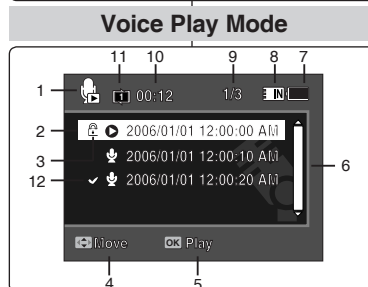 Voice Play Mode
11 10 9 8 7
1 00:12 1/3 IN
2 2006/01/01 12:00:00 AM
3 2006/01/01 12:00:10 AM 6
12 2006/01/01 12:00:20 AM
Move OK Play
4 5